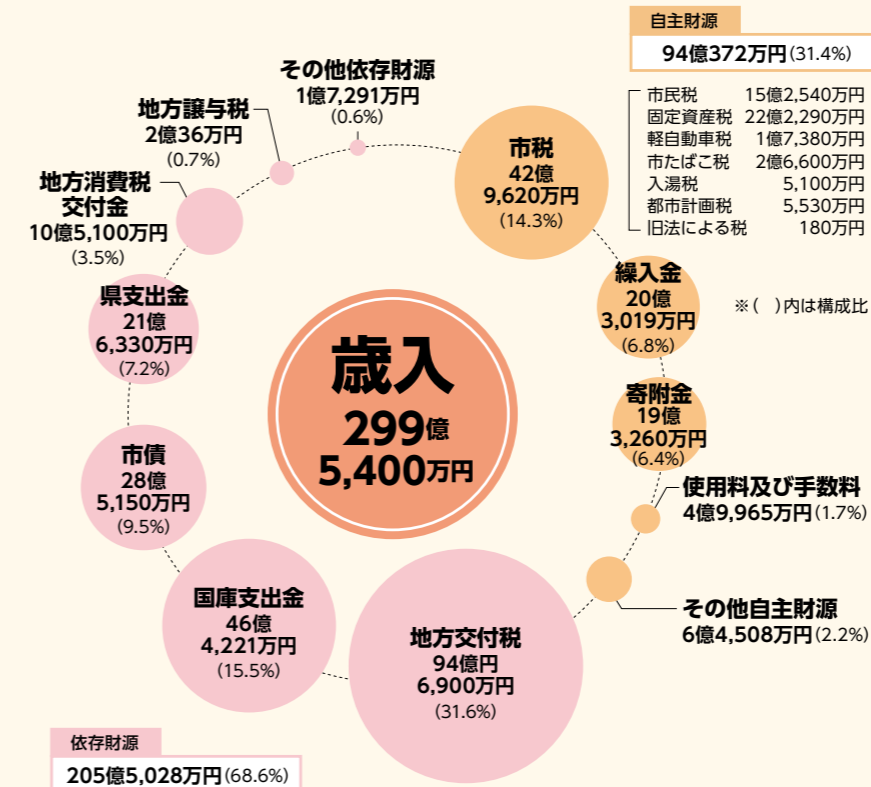 自主財源
94億372万円(31.4%)
市民税 15億2,540万円
固定資産税 22億2,290万円
軽自動車税 1億7,380万円
市たばこ税 2億6,600万円
入湯税 5,100万円
都市計画税 5,530万円
旧法による税 180万円
※( )内は構成比
歳入
299億
5,400万円
市税
42億
9,620万円
(14.3%)
繰入金
20億
3,019万円
(6.8%)
寄附金
19億
3,260万円
(6.4%)
使用料及び手数料
4億9,965万円(1.7%)
その他自主財源
6億4,508万円(2.2%)
地方交付税
94億円
6,900万円
(31.6%)
国庫支出金
46億
4,221万円
(15.5%)
市債
28億
5,150万円
(9.5%)
県支出金
21億
6,330万円
(7.2%)
地方消費税
交付金
10億5,100万円
(3.5%)
地方譲与税
2億36万円
(0.7%)
その他依存財源
1億7,291万円
(0.6%)
依存財源
205億5,028万円(68.6%)